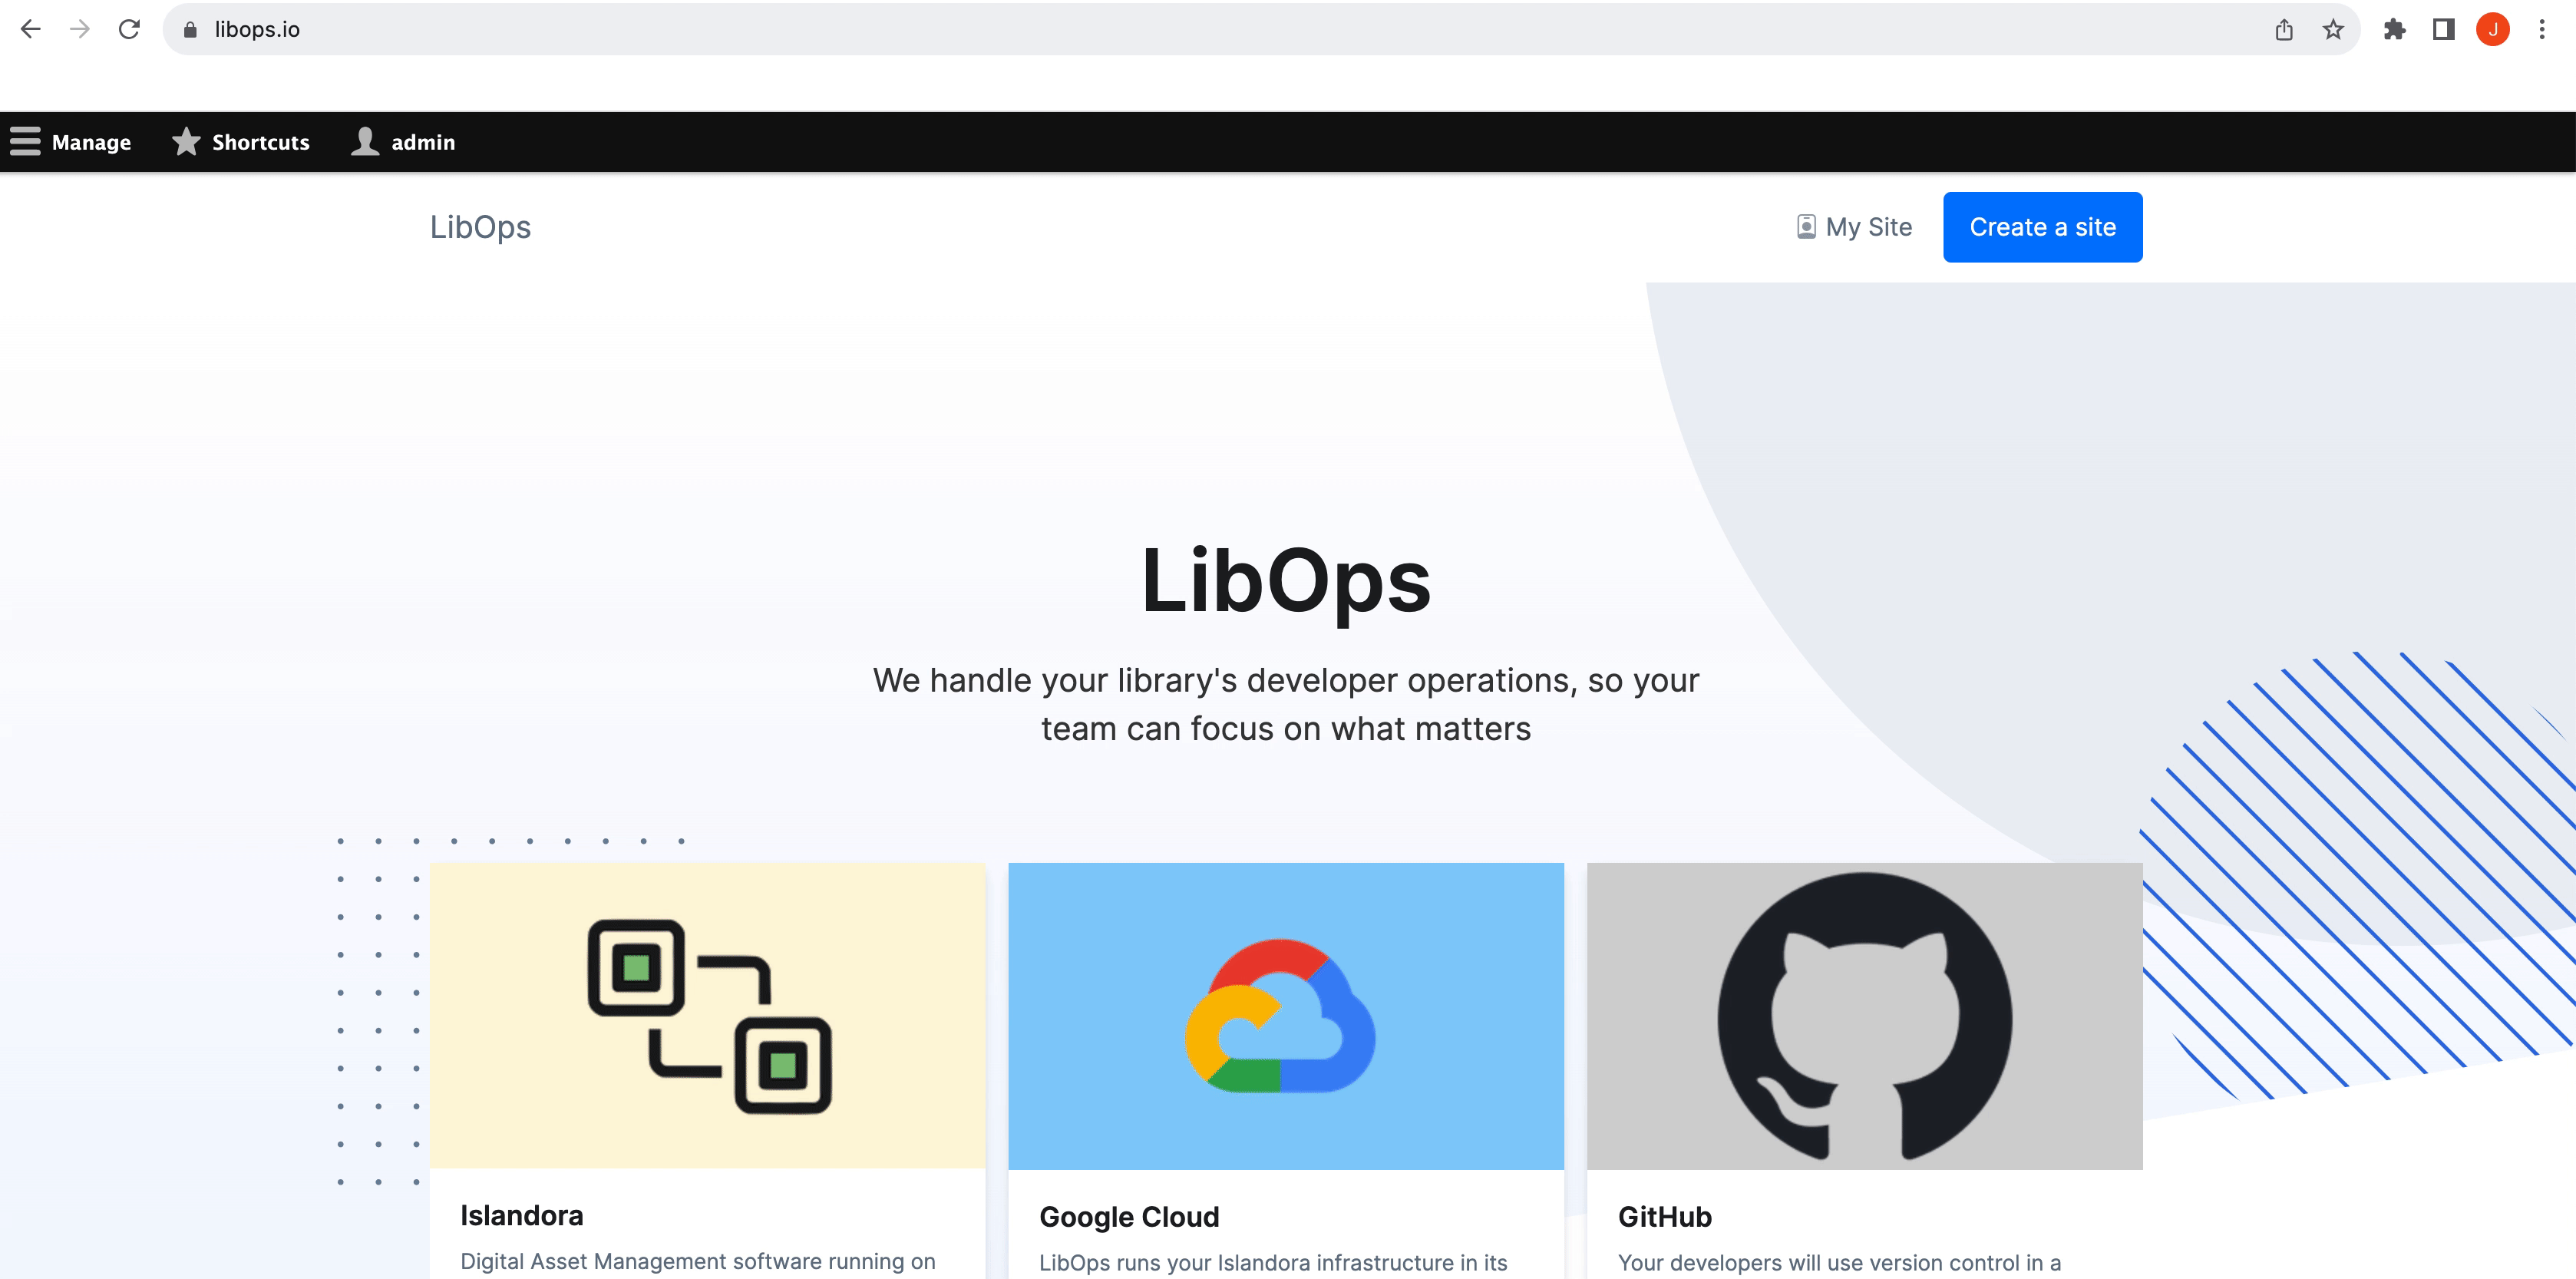 libops.io
J
Manage Shortcuts admin
LibOps My Site Create a site
LibOps
We handle your library's developer operations, so your
team can focus on what matters
Islandora
Digital Asset Management software running on
Google Cloud
LibOps runs your Islandora infrastructure in its
GitHub
Your developers will use version control in a